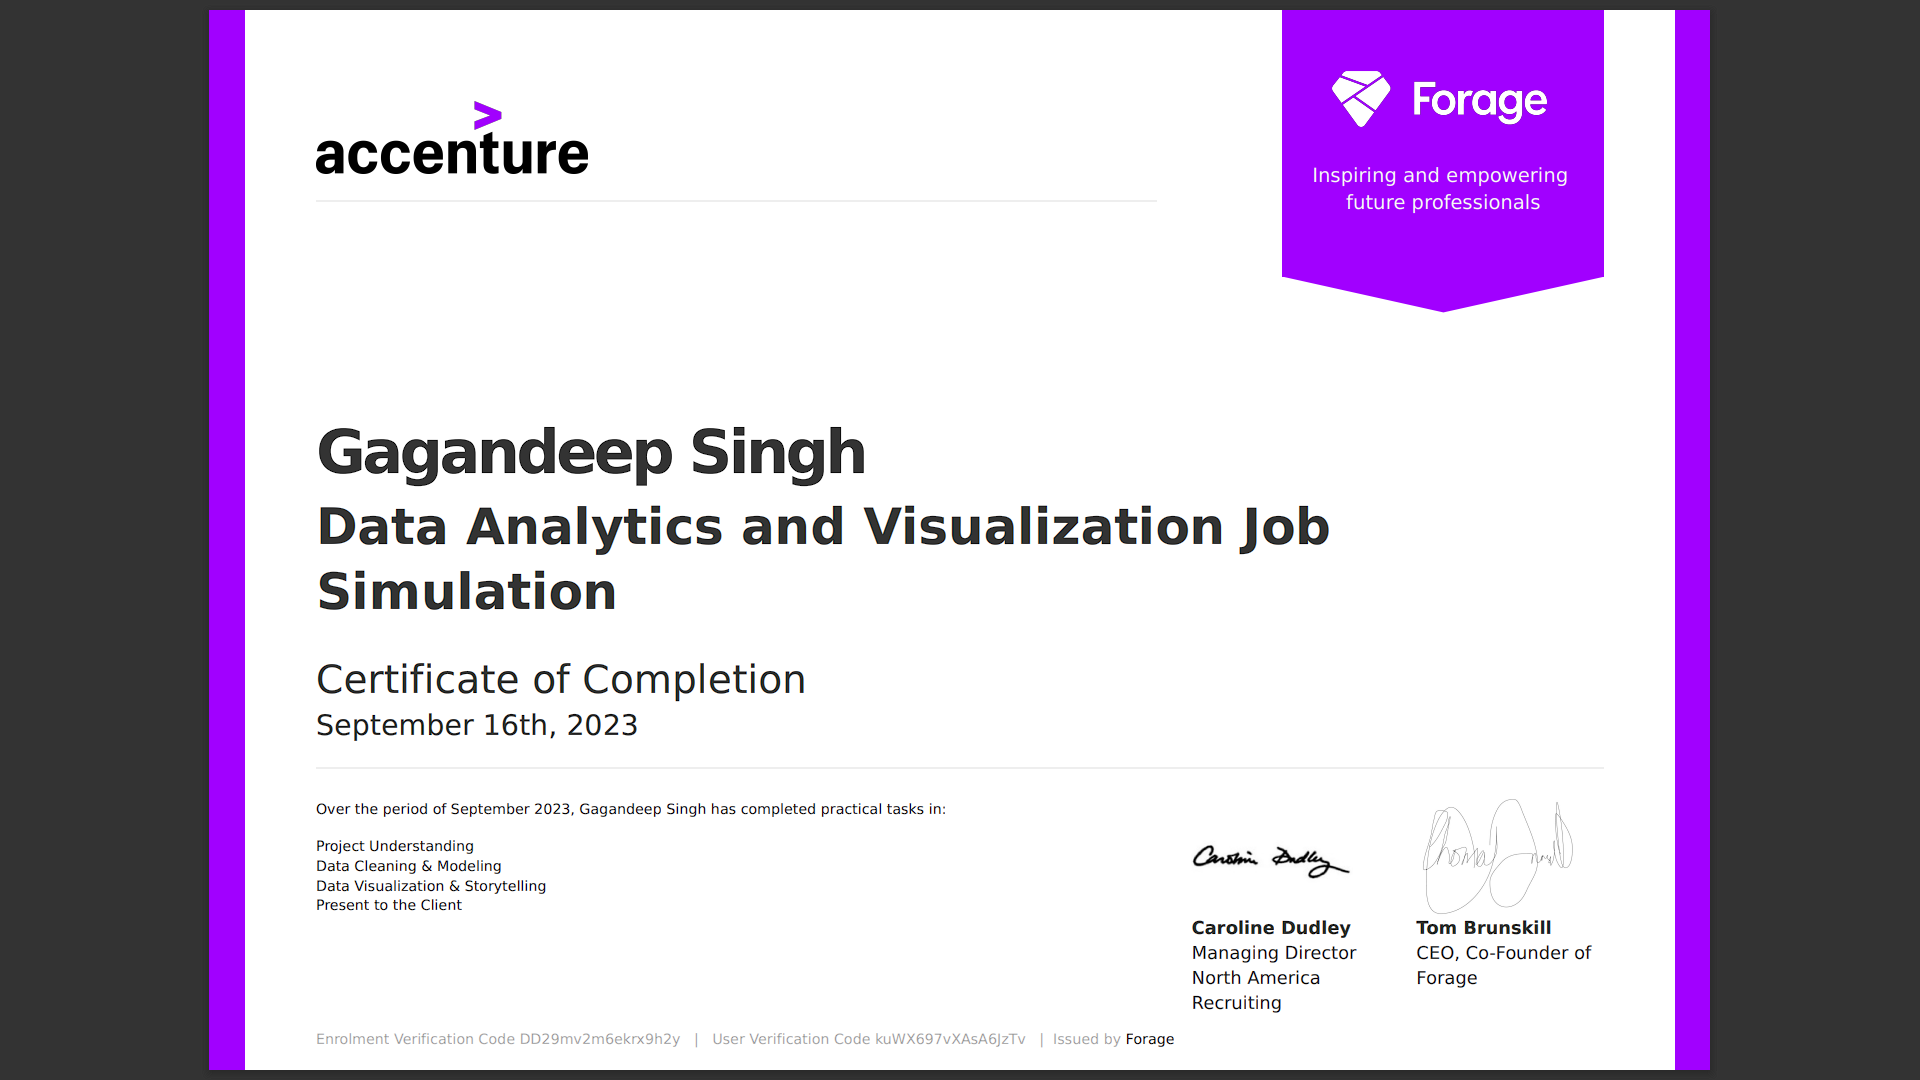 accenture
Forage
Inspiring and empowering
future professionals
Gagandeep Singh
Data Analytics and Visualization Job
Simulation
Certificate of Completion
September 16th, 2023
Over the period of September 2023, Gagandeep Singh has completed practical tasks in:
Project Understanding
Data Cleaning & Modeling
Data Visualization & Storytelling
Present to the Client
Caroline Dudley
Caroline Dudley
Managing Director
North America
Recruiting
Tom Brunskill
CEO, Co-Founder of
Forage
Enrolment Verification Code DD29mv2m6ekrx9h2y | User Verification Code kuWX697vXAsA6JzTv | Issued by Forage